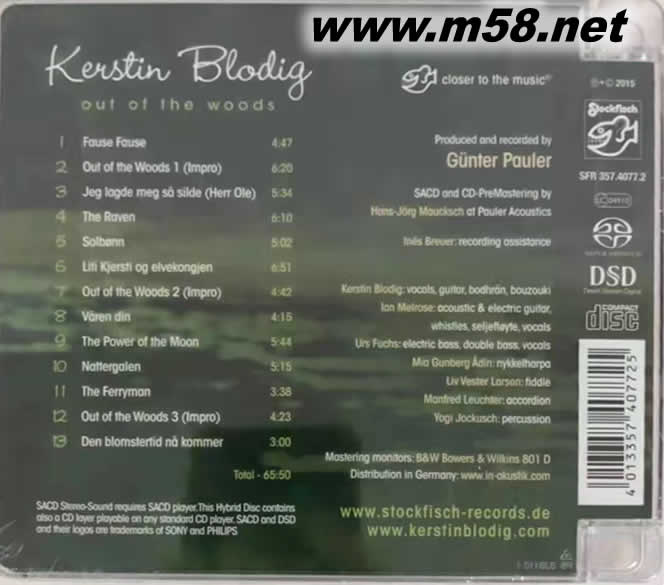 www.m58.net
Kerstin Blodig
out of the woods
closer to the music®
℗+© 2015
Stockfisch
SFR 357.4077.2
LC 04910
DSD
Direct Stream Digital
COMPACT
disc
1 Fause Fause 4:47
2 Out of the Woods 1 (Impro) 6:20
3 Jeg lagde meg så silde (Herr Ole) 5:34
4 The Raven 6:10
5 Solbønn 5:02
6 Liti Kjersti og elvekongjen 6:51
7 Out of the Woods 2 (Impro) 4:42
8 Våren din 4:15
9 The Power of the Moon 5:44
10 Nattergalen 5:15
11 The Ferryman 3:38
12 Out of the Woods 3 (Impro) 4:23
13 Den blomstertid nå kommer 3:00
Total - 65:50
Produced and recorded by
Günter Pauler
SACD and CD-PreMastering by
Hans-Jörg Maucksch at Pauler Acoustics
Inés Breuer: recording assistance
Kerstin Blodig: vocals, guitar, bodhrán, bouzouki
Ian Melrose: acoustic & electric guitar,
whistles, seljefløyte, vocals
Urs Fuchs: electric bass, double bass, vocals
Mia Gunberg Ådin: nykkelharpa
Liv Vester Larsen: fiddle
Manfred Leuchter: accordion
Yogi Jockusch: percussion
Mastering monitors: B&W Bowers & Wilkins 801 D
Distribution in Germany: www.in-akustik.com
www.stockfisch-records.de
www.kerstinblodig.com
SACD Stereo-Sound requires SACD player. This Hybrid Disc contains
also a CD layer playable on any standard CD player. SACD and DSD
and their logos are trademarks of SONY and PHILIPS
4 013357 407725